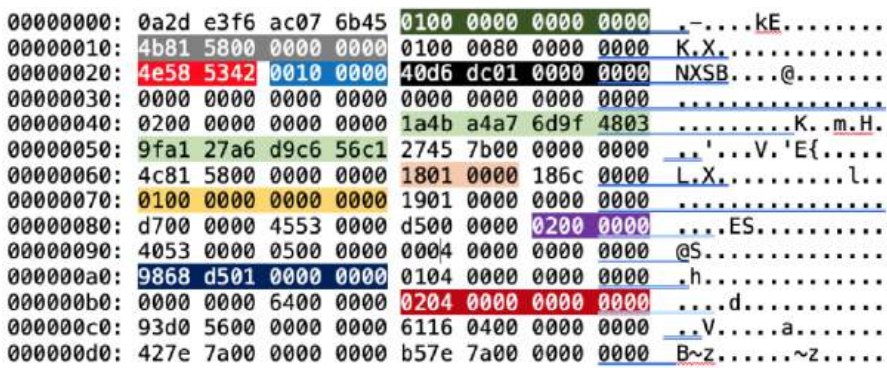 00000000: 0a2d e3f6 ac07 6b45 0100 0000 0000 0000 .-....kE........
00000010: 4b81 5800 0000 0000 0100 0080 0000 0000 K.X.............
00000020: 4e58 5342 0010 0000 40d6 dc01 0000 0000 NXSB....@.......
00000030: 0000 0000 0000 0000 0000 0000 0000 0000 ................
00000040: 0200 0000 0000 0000 1a4b a4a7 6d9f 4803 .........K..m.H.
00000050: 9fa1 27a6 d9c6 56c1 2745 7b00 0000 0000 ..'...V.'E{.....
00000060: 4c81 5800 0000 0000 1801 0000 186c 0000 L.X..........l..
00000070: 0100 0000 0000 0000 1901 0000 0000 0000 ................
00000080: d700 0000 4553 0000 d500 0000 0200 0000 ....ES..........
00000090: 4053 0000 0500 0000 0004 0000 0000 0000 @S..............
000000a0: 9868 d501 0000 0000 0104 0000 0000 0000 .h..............
000000b0: 0000 0000 6400 0000 0204 0000 0000 0000 ....d...........
000000c0: 93d0 5600 0000 0000 6116 0400 0000 0000 ..V.....a.......
000000d0: 427e 7a00 0000 0000 b57e 7a00 0000 0000 B~z......~z.....